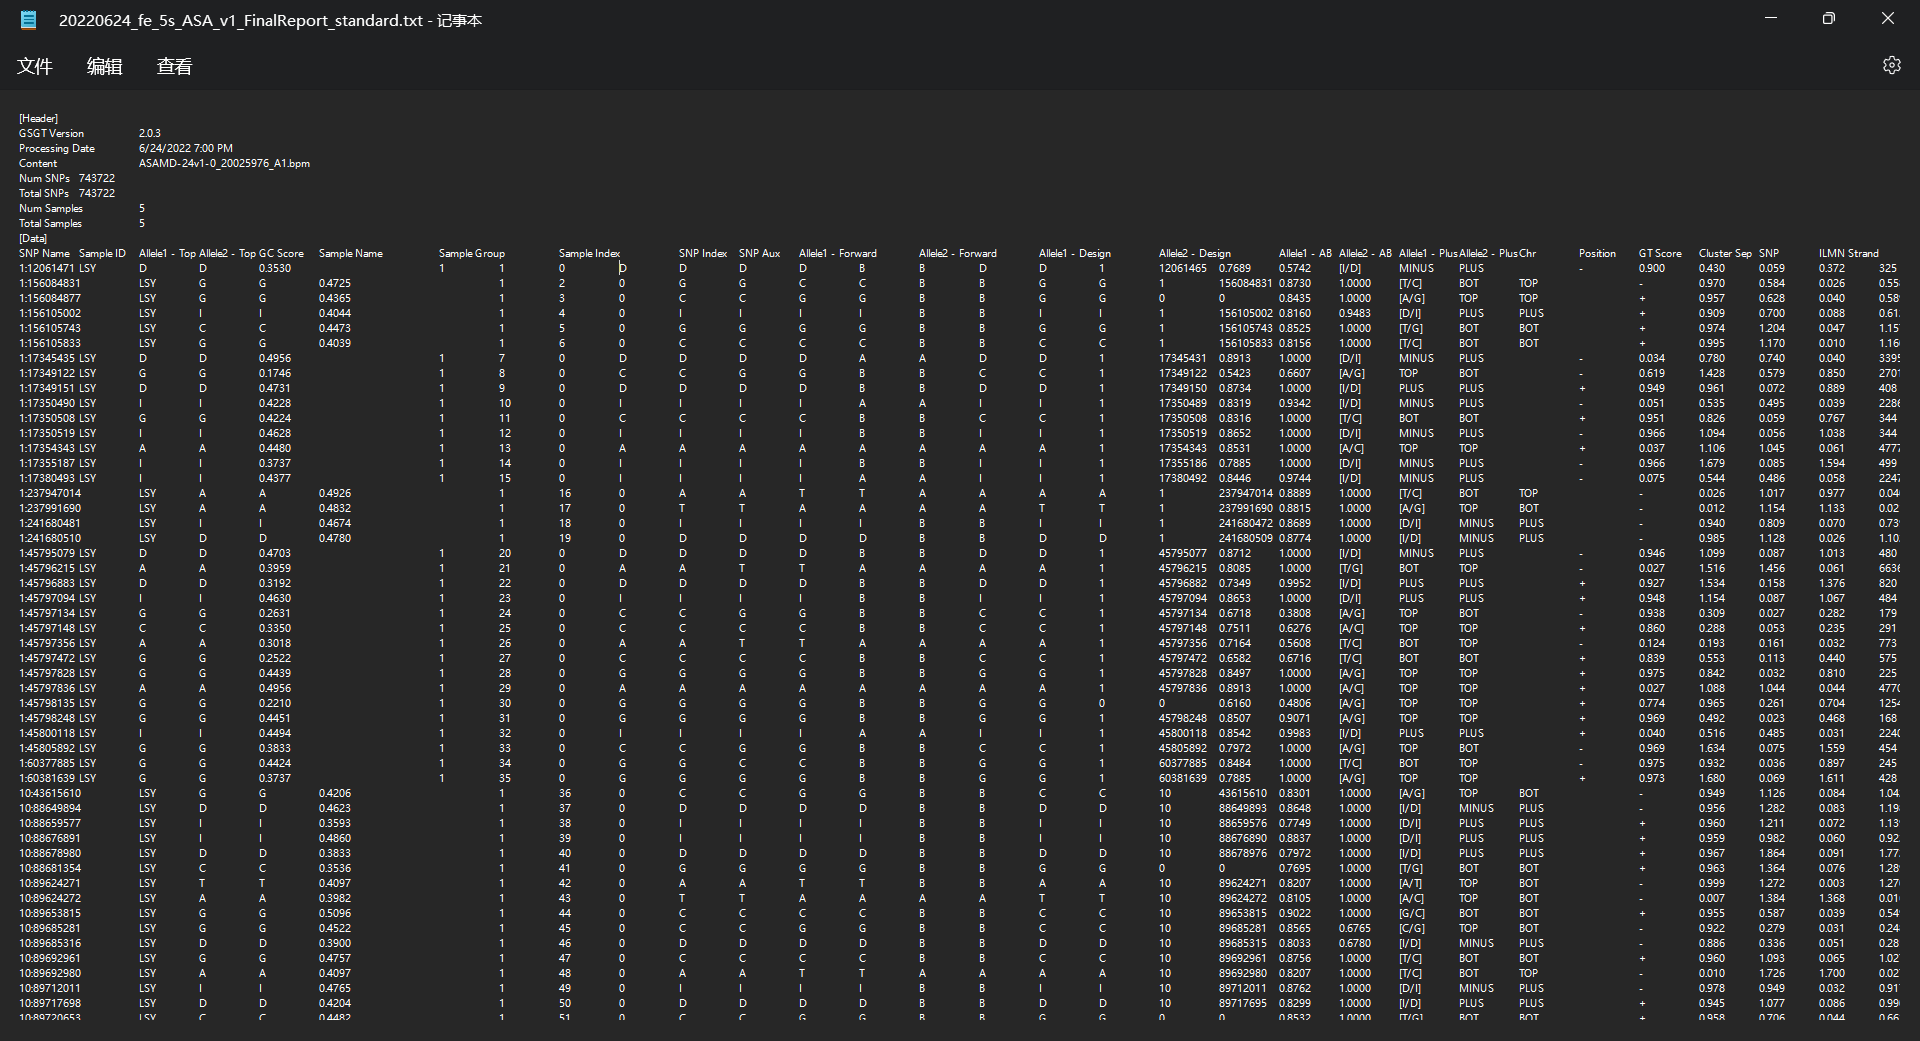 20220624_fe_5s_ASA_v1_FinalReport_standard.txt - 记事本
文件 编辑 查看
[Header]
GSGT Version 2.0.3
Processing Date 6/24/2022 7:00 PM
Content ASAMD-24v1-0_20025976_A1.bpm
Num SNPs 743722
Total SNPs 743722
Num Samples 5
Total Samples 5
[Data]
SNP Name Sample ID Allele1 - Top Allele2 - Top GC Score Sample Name Sample Group Sample Index SNP Index SNP Aux Allele1 - Forward Allele2 - Forward Allele1 - Design Allele2 - Design Allele1 - AB Allele2 - AB Allele1 - Plus Allele2 - Plus Chr Position GT Score Cluster Sep SNP ILMN Strand
1:12061471 LSY D D 0.3530 1 1 0 D D D D B B D D 1 12061465 0.7689 0.5742 [I/D] MINUS PLUS - 0.900 0.430 0.059 0.372 325
1:156084831 LSY G G 0.4725 1 2 0 G G C C B B G G 1 156084831 0.8730 1.0000 [T/C] BOT TOP - 0.970 0.584 0.026 0.55
1:156084877 LSY G G 0.4365 1 3 0 C C G G B B G G 0 0 0.8435 1.0000 [A/G] TOP TOP + 0.957 0.628 0.040 0.58
1:156105002 LSY I I 0.4044 1 4 0 I I I I B B I I 1 156105002 0.8160 0.9483 [D/I] PLUS PLUS + 0.909 0.700 0.088 0.61
1:156105743 LSY C C 0.4473 1 5 0 G G G G B B G G 1 156105743 0.8525 1.0000 [T/G] BOT BOT + 0.974 1.204 0.047 1.15
1:156105833 LSY G G 0.4039 1 6 0 C C C C B B C C 1 156105833 0.8156 1.0000 [T/C] BOT BOT + 0.995 1.170 0.010 1.16
1:17345435 LSY D D 0.4956 1 7 0 D D D D A A D D 1 17345431 0.8913 1.0000 [D/I] MINUS PLUS - 0.034 0.780 0.740 0.040 3395
1:17349122 LSY G G 0.1746 1 8 0 C C G G B B C C 1 17349122 0.5423 0.6607 [A/G] TOP BOT - 0.619 1.428 0.579 0.850 2701
1:17349151 LSY D D 0.4731 1 9 0 D D D D B B D D 1 17349150 0.8734 1.0000 [I/D] PLUS PLUS + 0.949 0.961 0.072 0.889 408
1:17350490 LSY I I 0.4228 1 10 0 I I I I A A I I 1 17350489 0.8319 0.9342 [I/D] MINUS PLUS - 0.051 0.535 0.495 0.039 2286
1:17350508 LSY G G 0.4224 1 11 0 C C C C B B C C 1 17350508 0.8316 1.0000 [T/C] BOT BOT + 0.951 0.826 0.059 0.767 344
1:17350519 LSY I I 0.4628 1 12 0 I I I I B B I I 1 17350519 0.8652 1.0000 [D/I] MINUS PLUS - 0.966 1.094 0.056 1.038 344
1:17354343 LSY A A 0.4480 1 13 0 A A A A A A A A 1 17354343 0.8531 1.0000 [A/C] TOP TOP + 0.037 1.106 1.045 0.061 4777
1:17355187 LSY I I 0.3737 1 14 0 I I I I B B I I 1 17355186 0.7885 1.0000 [D/I] MINUS PLUS - 0.966 1.679 0.085 1.594 499
1:17380493 LSY I I 0.4377 1 15 0 I I I I A A I I 1 17380492 0.8446 0.9744 [I/D] MINUS PLUS - 0.075 0.544 0.486 0.058 2247
1:237947014 LSY A A 0.4926 1 16 0 A A T T A A A A 1 237947014 0.8889 1.0000 [T/C] BOT TOP - 0.026 1.017 0.977 0.04
1:237991690 LSY A A 0.4832 1 17 0 T T A A A A T T 1 237991690 0.8815 1.0000 [A/G] TOP BOT - 0.012 1.154 1.133 0.02
1:241680481 LSY I I 0.4674 1 18 0 I I I I B B I I 1 241680472 0.8689 1.0000 [D/I] MINUS PLUS - 0.940 0.809 0.070 0.73
1:241680510 LSY D D 0.4780 1 19 0 D D D D B B D D 1 241680509 0.8774 1.0000 [I/D] MINUS PLUS - 0.985 1.128 0.026 1.10
1:45795079 LSY D D 0.4703 1 20 0 D D D D B B D D 1 45795077 0.8712 1.0000 [I/D] MINUS PLUS - 0.946 1.099 0.087 1.013 480
1:45796215 LSY A A 0.3959 1 21 0 A A T T A A A A 1 45796215 0.8085 1.0000 [T/G] BOT TOP - 0.027 1.516 1.456 0.061 6636
1:45796883 LSY D D 0.3192 1 22 0 D D D D B B D D 1 45796882 0.7349 0.9952 [I/D] PLUS PLUS + 0.927 1.534 0.158 1.376 820
1:45797094 LSY I I 0.4630 1 23 0 I I I I B B I I 1 45797094 0.8653 1.0000 [D/I] PLUS PLUS + 0.948 1.154 0.087 1.067 484
1:45797134 LSY G G 0.2631 1 24 0 C C G G B B C C 1 45797134 0.6718 0.3808 [A/G] TOP BOT - 0.938 0.309 0.027 0.282 179
1:45797148 LSY C C 0.3350 1 25 0 C C C C B B C C 1 45797148 0.7511 0.6276 [A/C] TOP TOP + 0.860 0.288 0.053 0.235 291
1:45797356 LSY A A 0.3018 1 26 0 A A T T A A A A 1 45797356 0.7164 0.5608 [T/C] BOT TOP - 0.124 0.193 0.161 0.032 773
1:45797472 LSY G G 0.2522 1 27 0 C C C C B B C C 1 45797472 0.6582 0.6716 [T/C] BOT BOT + 0.839 0.553 0.113 0.440 575
1:45797828 LSY G G 0.4439 1 28 0 G G G G B B G G 1 45797828 0.8497 1.0000 [A/G] TOP TOP + 0.975 0.842 0.032 0.810 225
1:45797836 LSY A A 0.4956 1 29 0 A A A A A A A A 1 45797836 0.8913 1.0000 [A/C] TOP TOP + 0.027 1.088 1.044 0.044 4770
1:45798135 LSY G G 0.2210 1 30 0 G G G G B B G G 0 0 0.6160 0.4806 [A/G] TOP TOP + 0.774 0.965 0.261 0.704 1254
1:45798248 LSY G G 0.4451 1 31 0 G G G G B B G G 1 45798248 0.8507 0.9071 [A/G] TOP TOP + 0.969 0.492 0.023 0.468 168
1:45800118 LSY I I 0.4494 1 32 0 I I I I A A I I 1 45800118 0.8542 0.9983 [I/D] PLUS PLUS + 0.040 0.516 0.485 0.031 2240
1:45805892 LSY G G 0.3833 1 33 0 C C G G B B C C 1 45805892 0.7972 1.0000 [A/G] TOP BOT - 0.969 1.634 0.075 1.559 454
1:60377885 LSY G G 0.4424 1 34 0 G G C C B B G G 1 60377885 0.8484 1.0000 [T/C] BOT TOP - 0.975 0.932 0.036 0.897 245
1:60381639 LSY G G 0.3737 1 35 0 G G G G B B G G 1 60381639 0.7885 1.0000 [A/G] TOP TOP + 0.973 1.680 0.069 1.611 428
10:43615610 LSY G G 0.4206 1 36 0 C C G G B B C C 10 43615610 0.8301 1.0000 [A/G] TOP BOT - 0.949 1.126 0.084 1.04
10:88649894 LSY D D 0.4623 1 37 0 D D D D B B D D 10 88649893 0.8648 1.0000 [I/D] MINUS PLUS - 0.956 1.282 0.083 1.19
10:88659577 LSY I I 0.3593 1 38 0 I I I I B B I I 10 88659576 0.7749 1.0000 [D/I] PLUS PLUS + 0.960 1.211 0.072 1.13
10:88676891 LSY I I 0.4860 1 39 0 I I I I B B I I 10 88676890 0.8837 1.0000 [D/I] PLUS PLUS + 0.959 0.982 0.060 0.92
10:88678980 LSY D D 0.3833 1 40 0 D D D D B B D D 10 88678976 0.7972 1.0000 [I/D] PLUS PLUS + 0.967 1.864 0.091 1.77
10:88681354 LSY C C 0.3536 1 41 0 G G G G B B G G 0 0 0.7695 1.0000 [T/G] BOT BOT + 0.963 1.364 0.076 1.28
10:89624271 LSY T T 0.4097 1 42 0 A A T T B B A A 10 89624271 0.8207 1.0000 [A/T] TOP BOT - 0.999 1.272 0.003 1.27
10:89624272 LSY A A 0.3982 1 43 0 T T A A A A T T 10 89624272 0.8105 1.0000 [A/C] TOP BOT - 0.007 1.384 1.368 0.01
10:89653815 LSY G G 0.5096 1 44 0 C C C C B B C C 10 89653815 0.9022 1.0000 [G/C] BOT BOT + 0.955 0.587 0.039 0.54
10:89685281 LSY G G 0.4522 1 45 0 C C G G B B C C 10 89685281 0.8565 0.6765 [C/G] TOP BOT - 0.922 0.279 0.031 0.24
10:89685316 LSY D D 0.3900 1 46 0 D D D D B B D D 10 89685315 0.8033 0.6780 [I/D] MINUS PLUS - 0.886 0.336 0.051 0.28
10:89692961 LSY G G 0.4757 1 47 0 C C C C B B C C 10 89692961 0.8756 1.0000 [T/C] BOT BOT + 0.960 1.093 0.065 1.02
10:89692980 LSY A A 0.4097 1 48 0 A A T T A A A A 10 89692980 0.8207 1.0000 [T/C] BOT TOP - 0.010 1.726 1.700 0.02
10:89712011 LSY I I 0.4765 1 49 0 I I I I B B I I 10 89712011 0.8762 1.0000 [D/I] MINUS PLUS - 0.978 0.949 0.032 0.91
10:89717698 LSY D D 0.4204 1 50 0 D D D D B B D D 10 89717695 0.8299 1.0000 [I/D] PLUS PLUS + 0.945 1.077 0.086 0.99
10:89720653 LSY C C 0.4482 1 51 0 C C G G B B G G 0 0 0.8532 1.0000 [T/G] BOT BOT + 0.958 0.706 0.044 0.66